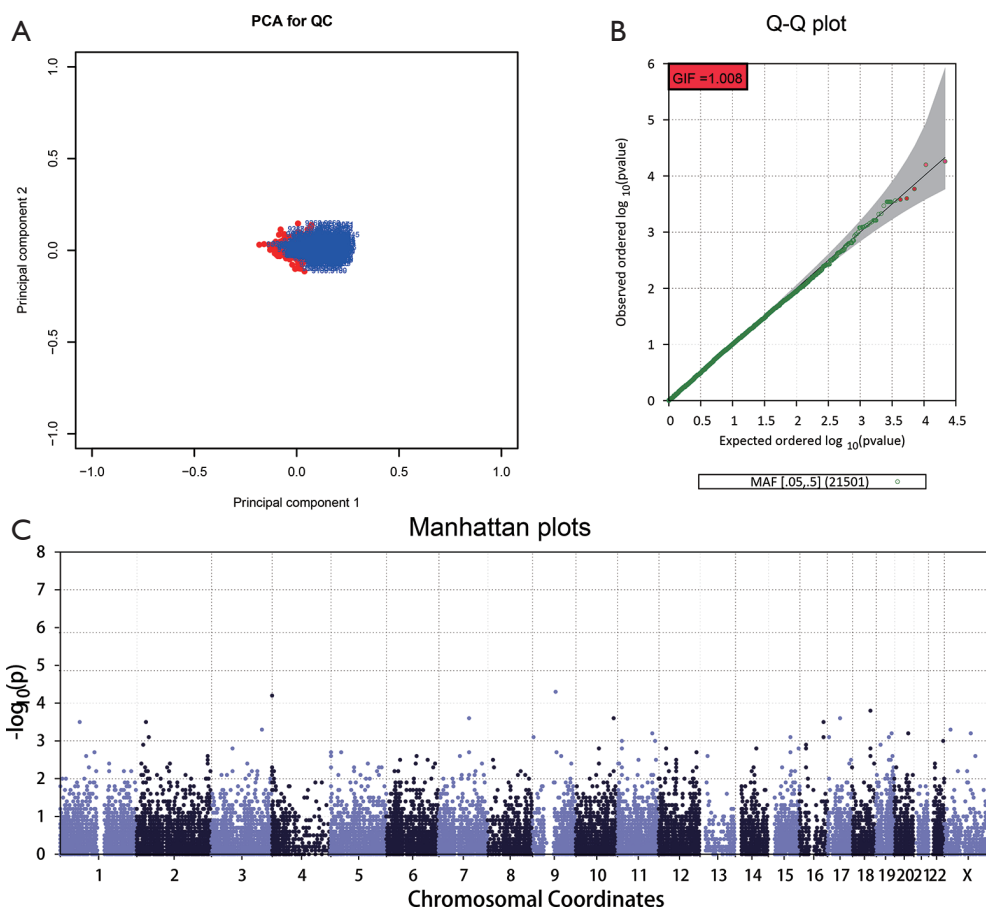 A
PCA for QC
Principal component 2
1.0
0.5
0.0
−0.5
−1.0
−1.0 −0.5 0.0 0.5 1.0
Principal component 1
B
Q-Q plot
GIF =1.008
Observed ordered log 10(pvalue)
6
5
4
3
2
1
0
0 0.5 1 1.5 2 2.5 3 3.5 4 4.5
Expected ordered log 10(pvalue)
MAF [.05,.5] (21501)
C
Manhattan plots
-log10(p)
8
7
6
5
4
3
2
1
0
1 2 3 4 5 6 7 8 9 10 11 12 13 14 15 16 17 18 19 20 21 22 X
Chromosomal Coordinates